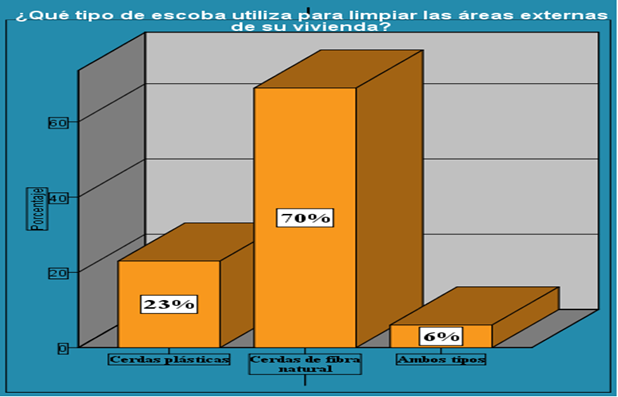 ¿Qué tipo de escoba utiliza para limpiar las áreas externas
de su vivienda?
60
40
20
0
Porcentaje
23%
70%
6%
Cerdas plásticas
Cerdas de fibra
natural
Ambos tipos